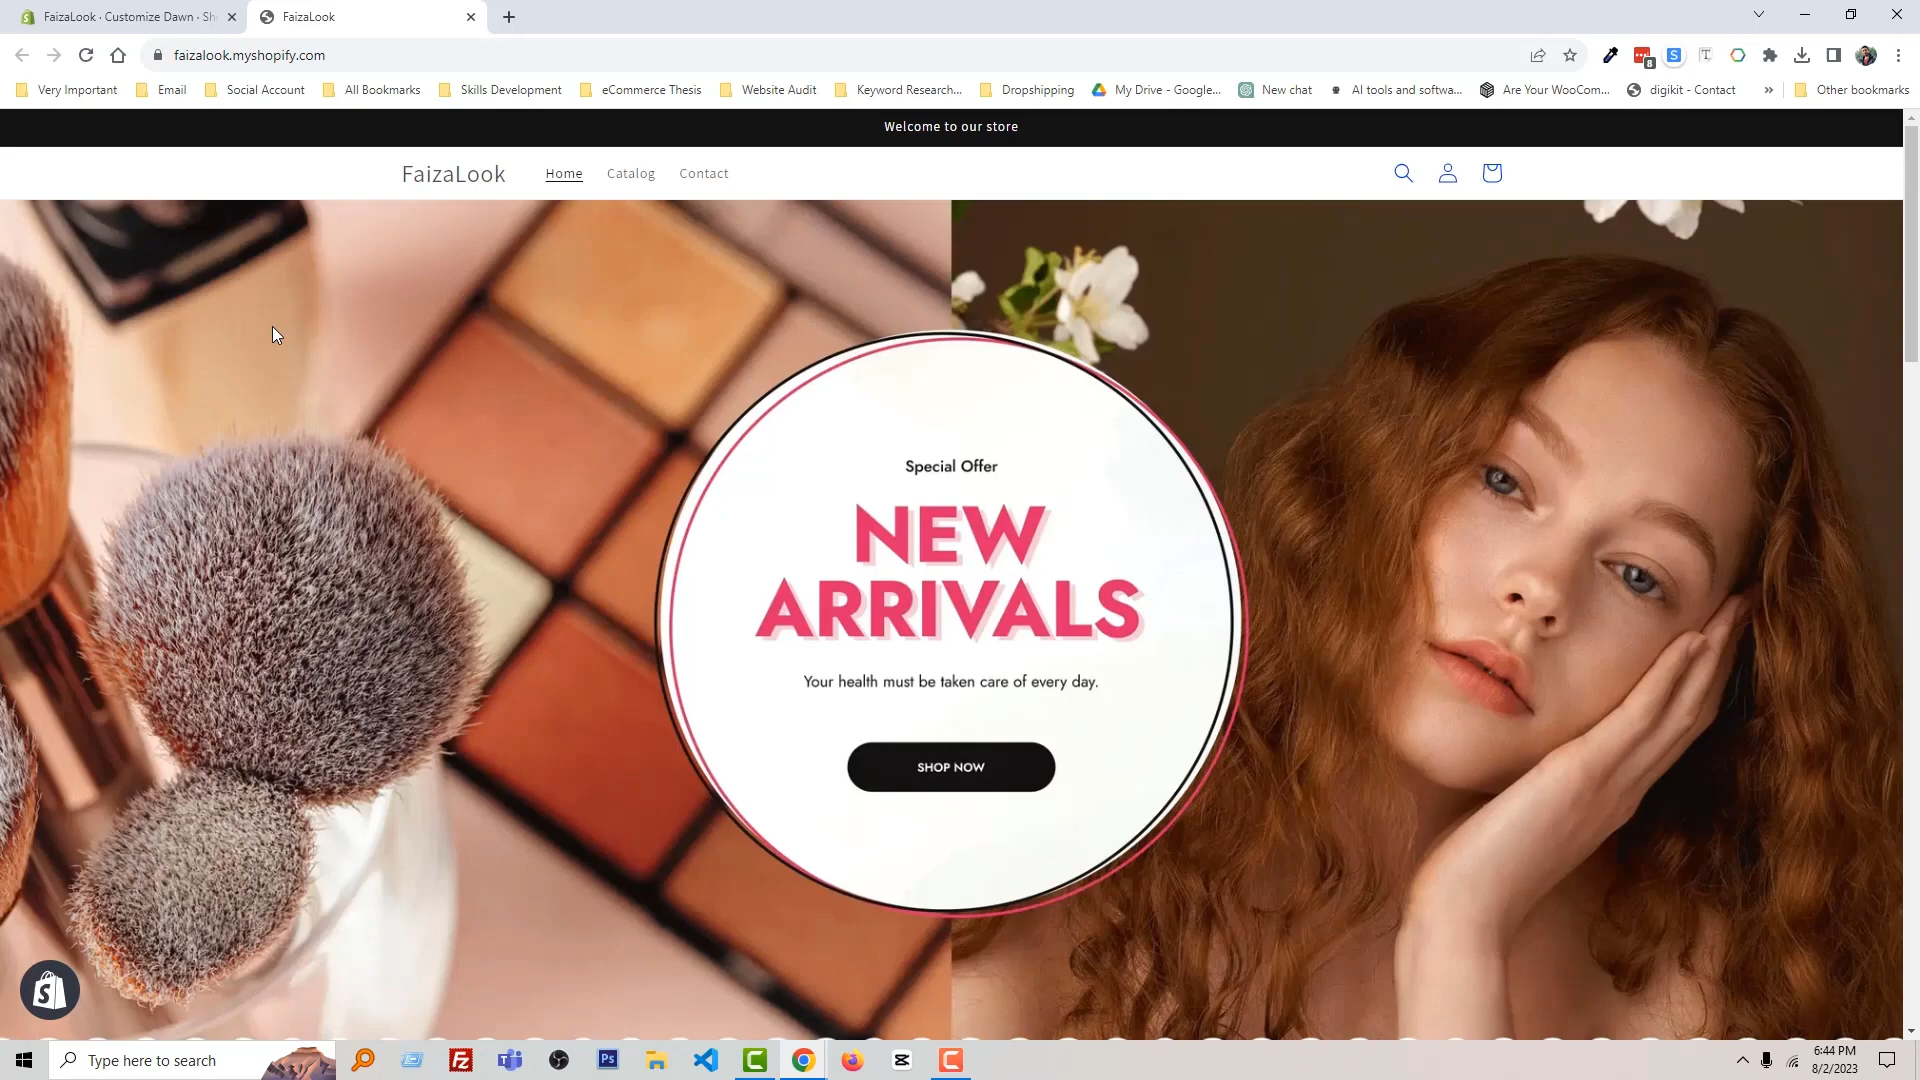 FaizaLook · Customize Dawn · Sh
FaizaLook
faizalook.myshopify.com
8
Very Important
Email
Social Account
All Bookmarks
Skills Development
eCommerce Thesis
Website Audit
Keyword Research...
Dropshipping
My Drive - Google...
New chat
AI tools and softwa...
Are Your WooCom...
digikit - Contact
»
Other bookmarks
Welcome to our store
FaizaLook
Home
Catalog
Contact
Special Offer
NEW
ARRIVALS
Your health must be taken care of every day.
SHOP NOW
Type here to search
Ps
6:44 PM
8/2/2023